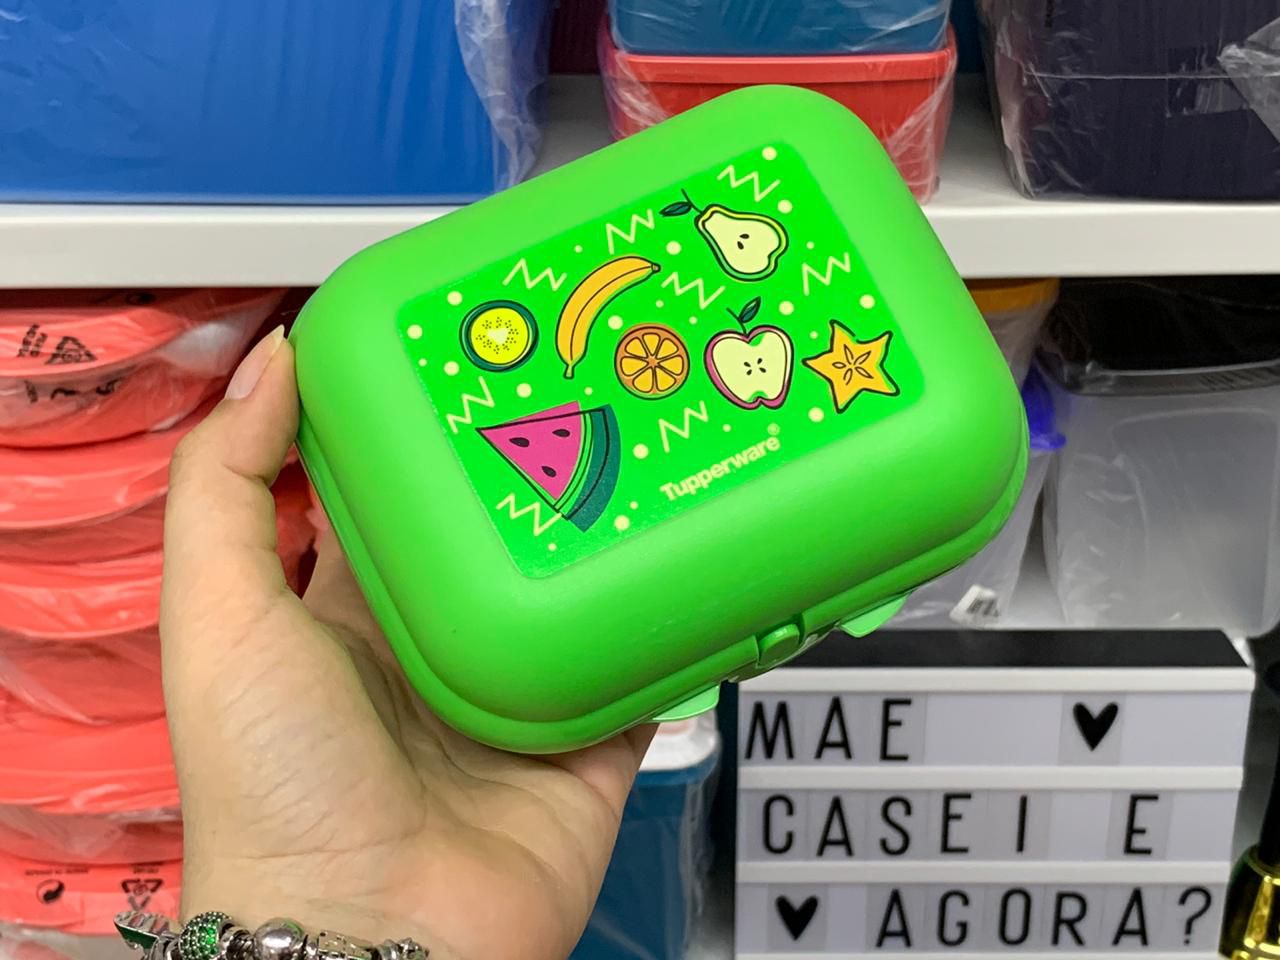 Tupperware®
MAE ♥
CASEI E
♥ AGORA?